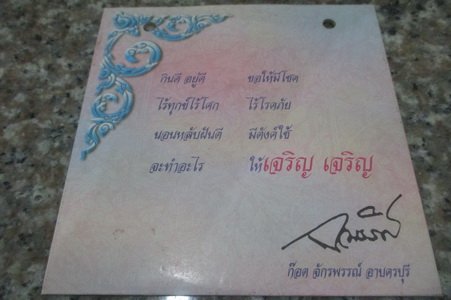 กินดี อยู่ดี ขอให้มีโชค
ไร้ทุกข์ไร้โศก ไร้โรคภัย
นอนหลับฝันดี มีตังค์ใช้
จะทำอะไร ให้เจริญ เจริญ
ก๊อต จักรพรรณ์ อาบครบุรี